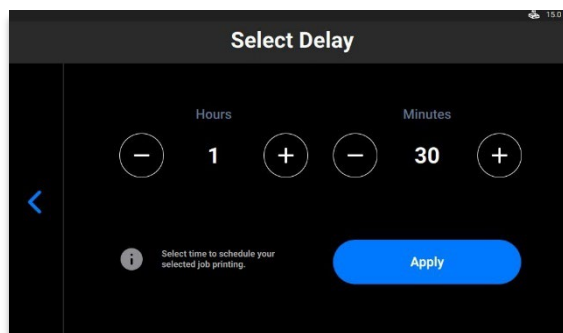 15.0
Select Delay
Hours
Minutes
1
30
Select time to schedule your
selected job printing.
Apply